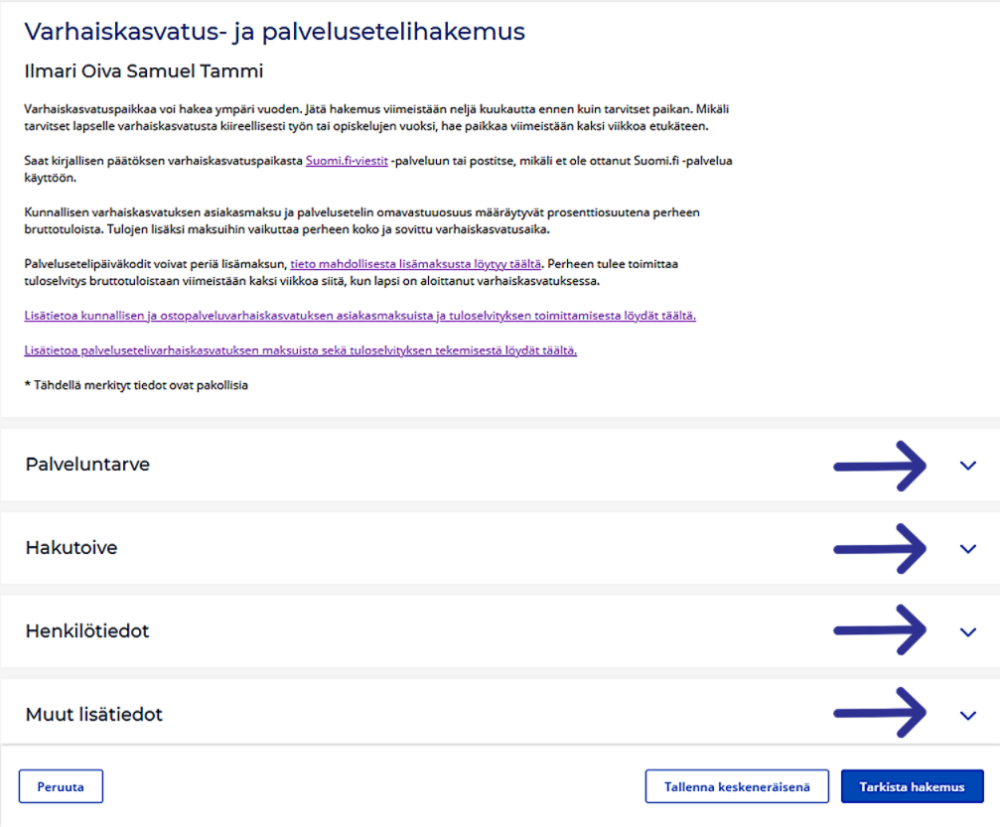 Varhaiskasvatus- ja palvelusetelihakemus
Ilmari Oiva Samuel Tammi
Varhaiskasvatuspaikkaa voi hakea ympäri vuoden. Jätä hakemus viimeistään neljä kuukautta ennen kuin tarvitset paikan. Mikäli
tarvitset lapselle varhaiskasvatusta kiireellisesti työn tai opiskelujen vuoksi, hae paikkaa viimeistään kaksi viikkoa etukäteen.
Saat kirjallisen päätöksen varhaiskasvatuspaikasta Suomi.fi-viestit -palveluun tai postitse, mikäli et ole ottanut Suomi.fi -palvelua
käyttöön.
Kunnallisen varhaiskasvatuksen asiakasmaksu ja palvelusetelin omavastuuosuus määräytyvät prosenttiosuutena perheen
bruttotuloista. Tulojen lisäksi maksuihin vaikuttaa perheen koko ja sovittu varhaiskasvatusaika.
Palvelusetelipäiväkodit voivat periä lisämaksun, tieto mahdollisesta lisämaksusta löytyy täältä. Perheen tulee toimittaa
tuloselvitys bruttotuloistaan viimeistään kaksi viikkoa siitä, kun lapsi on aloittanut varhaiskasvatuksessa.
Lisätietoa kunnallisen ja ostopalveluvarhaiskasvatuksen asiakasmaksuista ja tuloselvityksen toimittamisesta löydät täältä.
Lisätietoa palvelusetelivarhaiskasvatuksen maksuista sekä tuloselvityksen tekemisestä löydät täältä.
* Tähdellä merkityt tiedot ovat pakollisia
Palveluntarve
Hakutoive
Henkilötiedot
Muut lisätiedot
Peruuta
Tallenna keskeneräisenä
Tarkista hakemus